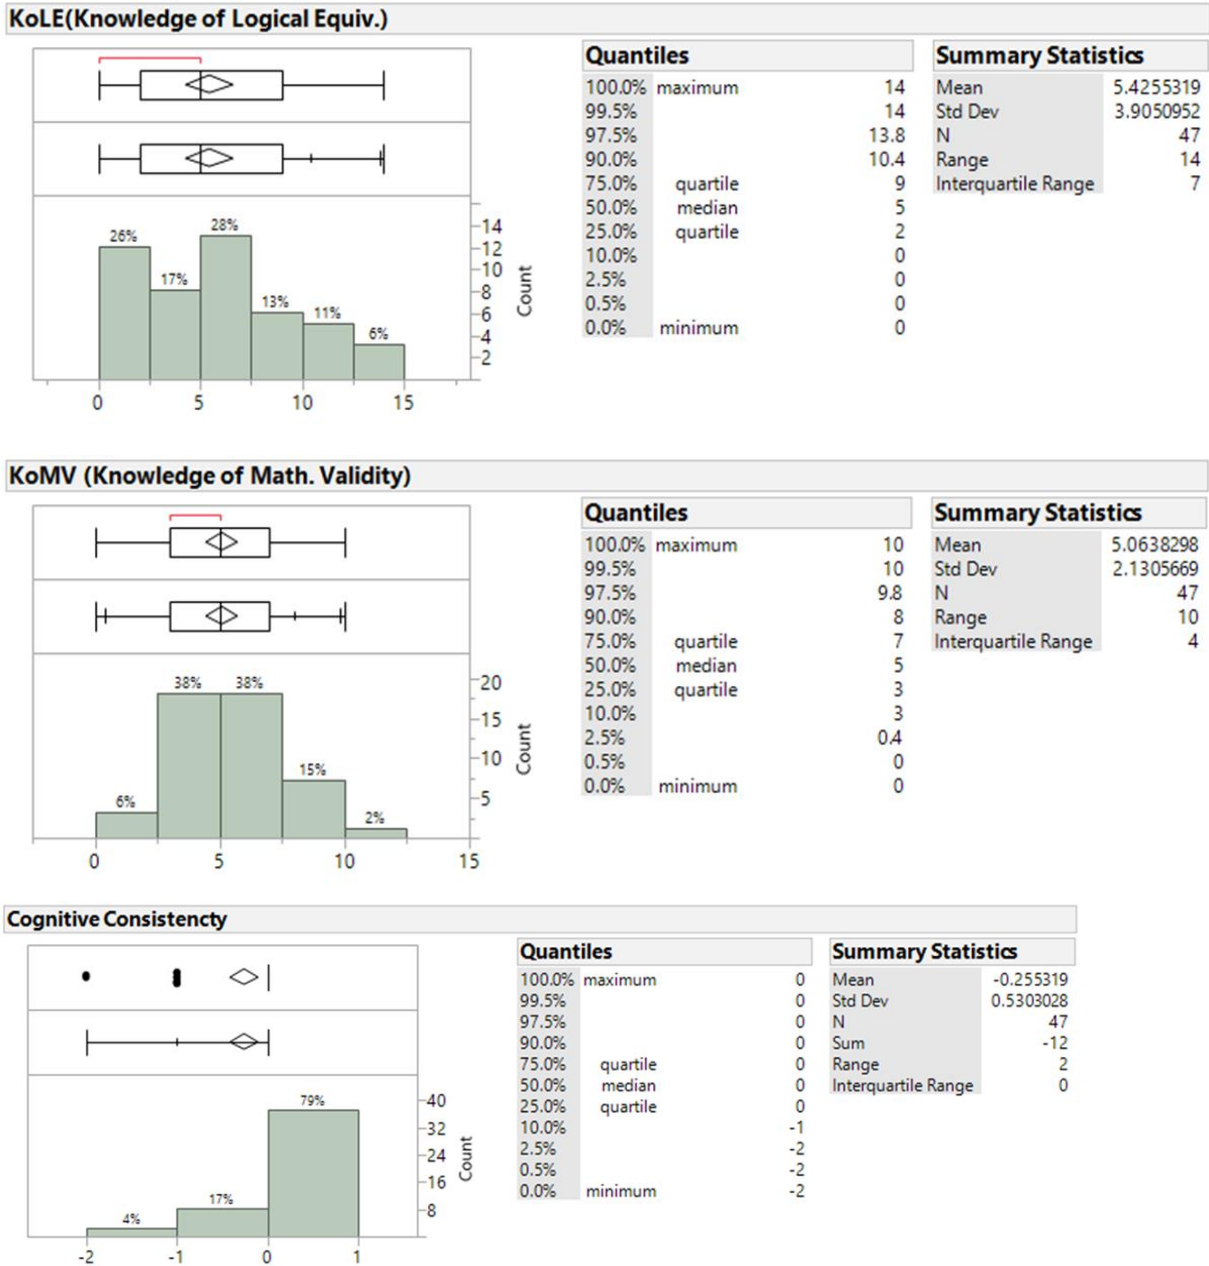 KoLE(Knowledge of Logical Equiv.)
Quantiles
100.0% maximum 14
99.5% 14
97.5% 13.8
90.0% 10.4
75.0% quartile 9
50.0% median 5
25.0% quartile 2
10.0% 0
2.5% 0
0.5% 0
0.0% minimum 0
Summary Statistics
Mean 5.4255319
Std Dev 3.9050952
N 47
Range 14
Interquartile Range 7
26% 17% 28% 13% 11% 6%
14
12
10
8
6
4
2
Count
0 5 10 15
KoMV (Knowledge of Math. Validity)
Quantiles
100.0% maximum 10
99.5% 10
97.5% 9.8
90.0% 8
75.0% quartile 7
50.0% median 5
25.0% quartile 3
10.0% 3
2.5% 0.4
0.5% 0
0.0% minimum 0
Summary Statistics
Mean 5.0638298
Std Dev 2.1305669
N 47
Range 10
Interquartile Range 4
6% 38% 38% 15% 2%
20
15
10
5
Count
0 5 10 15
Cognitive Consistencty
Quantiles
100.0% maximum 0
99.5% 0
97.5% 0
90.0% 0
75.0% quartile 0
50.0% median 0
25.0% quartile 0
10.0% -1
2.5% -2
0.5% -2
0.0% minimum -2
Summary Statistics
Mean -0.255319
Std Dev 0.5303028
N 47
Sum -12
Range 2
Interquartile Range 0
4% 17% 79%
40
32
24
16
8
Count
-2 -1 0 1